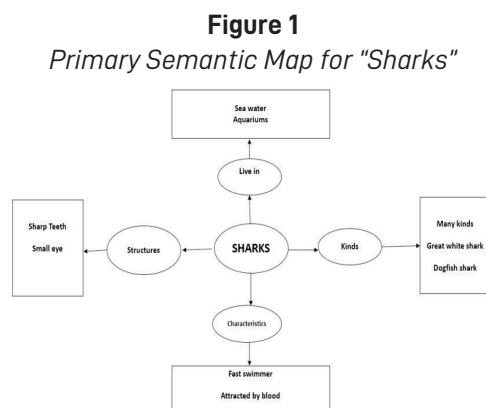 Figure 1
Primary Semantic Map for "Sharks"
Sea water
Aquariums
Live in
Sharp Teeth
Small eye
Structures
SHARKS
Kinds
Many kinds
Great white shark
Dogfish shark
Characteristics
Fast swimmer
Attracted by blood